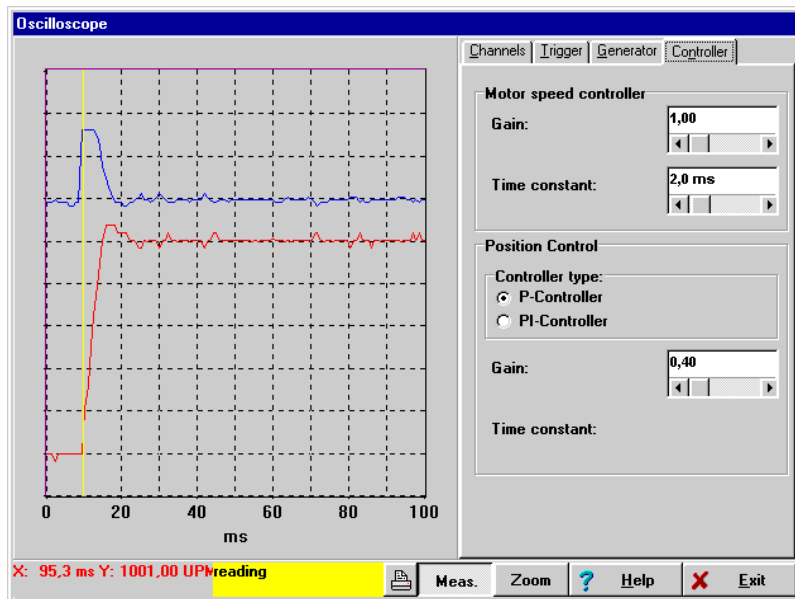 Oscilloscope
Channels Trigger Generator Controller
Motor speed controller
Gain: 1,00
Time constant: 2,0 ms
Position Control
Controller type:
P-Controller
PI-Controller
Gain: 0,40
Time constant:
0 20 40 60 80 100
ms
X: 95,3 ms Y: 1001,00 UPM reading
Meas. Zoom ? Help Exit